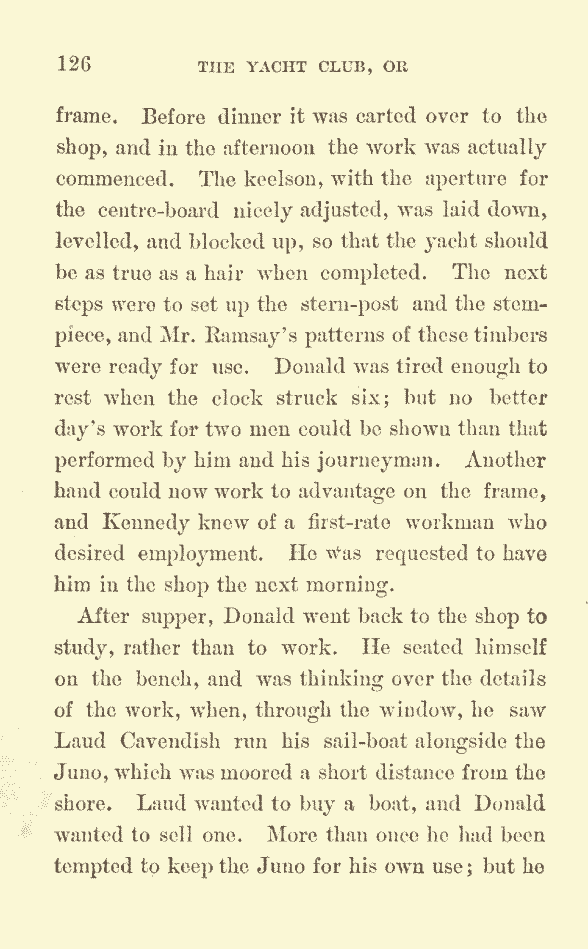 126 THE YACHT CLUB, OR
frame. Before dinner it was carted over to the
shop, and in the afternoon the work was actually
commenced. The keelson, with the aperture for
the centre-board nicely adjusted, was laid down,
levelled, and blocked up, so that the yacht should
be as true as a hair when completed. The next
steps were to set up the stern-post and the stem-
piece, and Mr. Ramsay's patterns of these timbers
were ready for use. Donald was tired enough to
rest when the clock struck six; but no better
day's work for two men could be shown than that
performed by him and his journeyman. Another
hand could now work to advantage on the frame,
and Kennedy knew of a first-rate workman who
desired employment. He was requested to have
him in the shop the next morning.
After supper, Donald went back to the shop to
study, rather than to work. He seated himself
on the bench, and was thinking over the details
of the work, when, through the window, he saw
Laud Cavendish run his sail-boat alongside the
Juno, which was moored a short distance from the
shore. Laud wanted to buy a boat, and Donald
wanted to sell one. More than once he had been
tempted to keep the Juno for his own use; but he